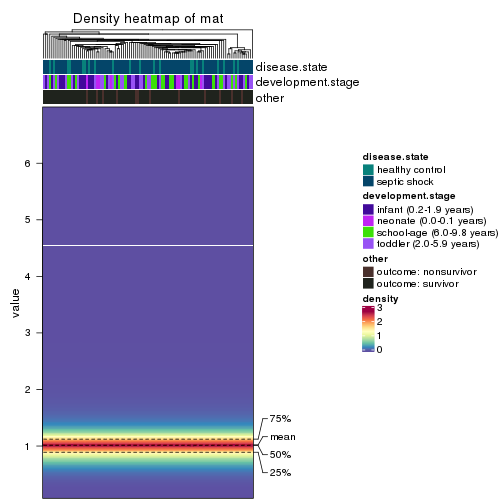 Density heatmap of mat
disease.state
development.stage
other
value
6
5
4
3
2
1
75%
mean
50%
25%
disease.state
healthy control
septic shock
development.stage
infant (0.2-1.9 years)
neonate (0.0-0.1 years)
school-age (6.0-9.8 years)
toddler (2.0-5.9 years)
other
outcome: nonsurvivor
outcome: survivor
density
3
2
1
0